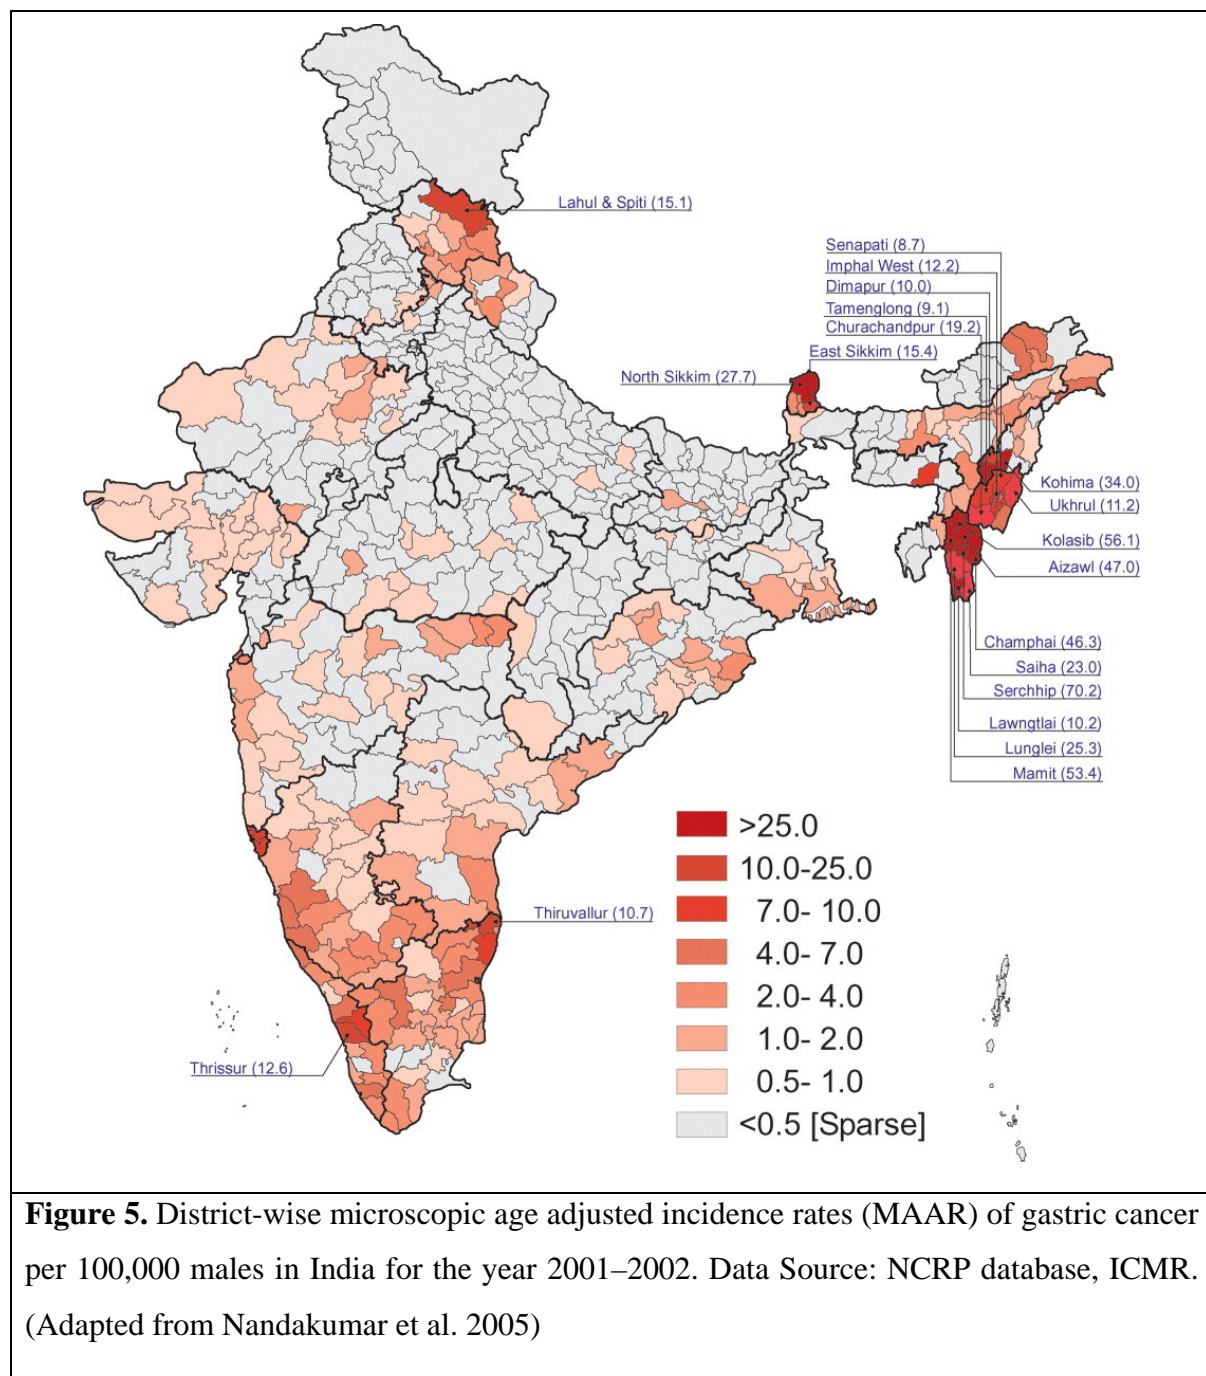 Lahul & Spiti (15.1)
Senapati (8.7)
Imphal West (12.2)
Dimapur (10.0)
Tamenglong (9.1)
Churachandpur (19.2)
East Sikkim (15.4)
North Sikkim (27.7)
Kohima (34.0)
Ukhrul (11.2)
Kolasib (56.1)
Aizawl (47.0)
Champhai (46.3)
Saiha (23.0)
Serchhip (70.2)
Lawngtlai (10.2)
Lunglei (25.3)
Mamit (53.4)
Thiruvallur (10.7)
Thrissur (12.6)
>25.0
10.0-25.0
7.0- 10.0
4.0- 7.0
2.0- 4.0
1.0- 2.0
0.5- 1.0
<0.5 [Sparse]
Figure 5. District-wise microscopic age adjusted incidence rates (MAAR) of gastric cancer
per 100,000 males in India for the year 2001–2002. Data Source: NCRP database, ICMR.
(Adapted from Nandakumar et al. 2005)